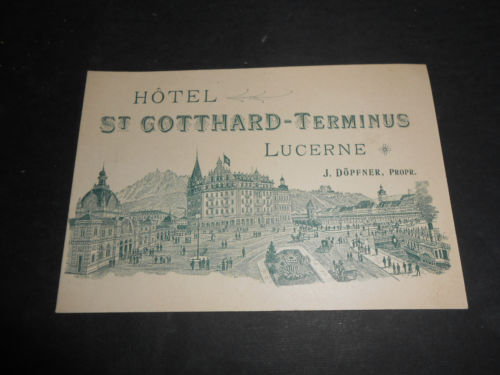 HÔTEL
ST GOTTHARD-TERMINUS
LUCERNE
J. DÖPFNER, PROPR.